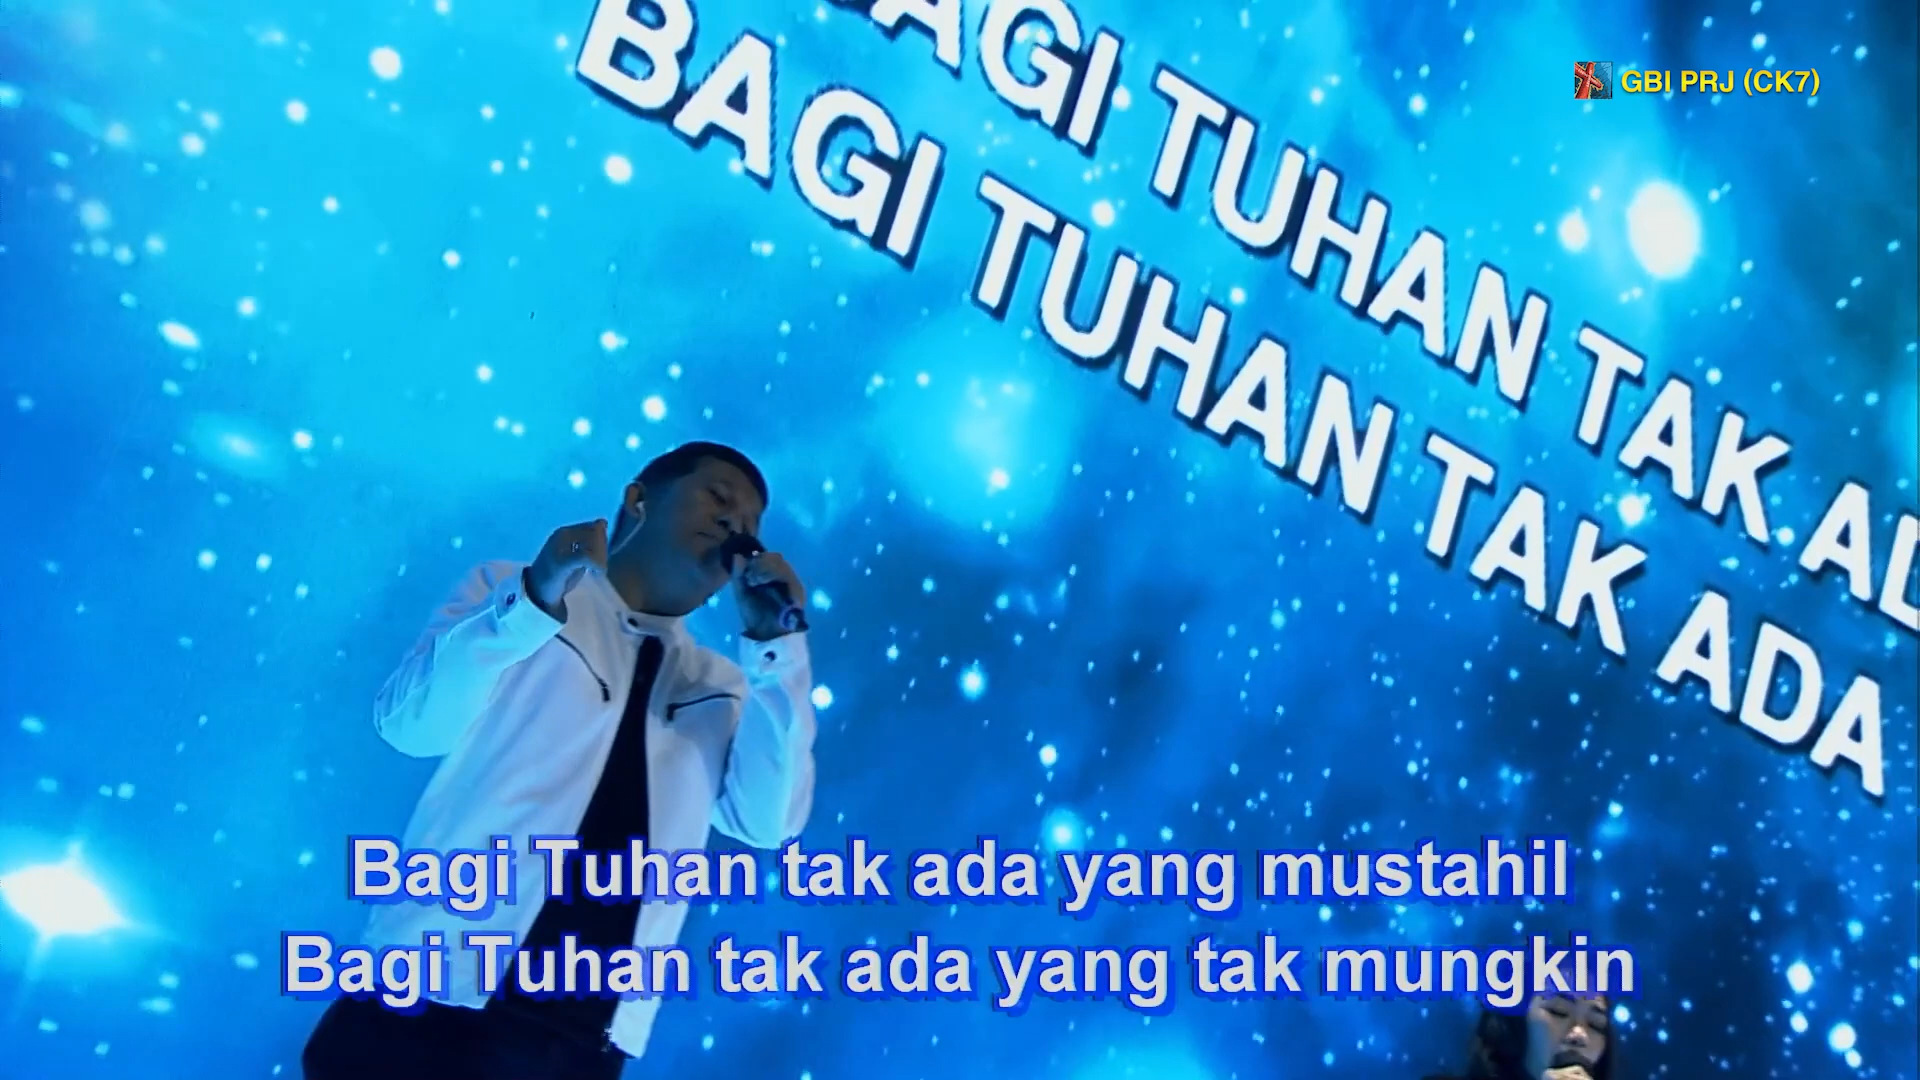 GBI PRJ (CK7)
BAGI TUHAN TAK
BAGI TUHAN TAK ADA
Bagi Tuhan tak ada yang mustahil
Bagi Tuhan tak ada yang tak mungkin